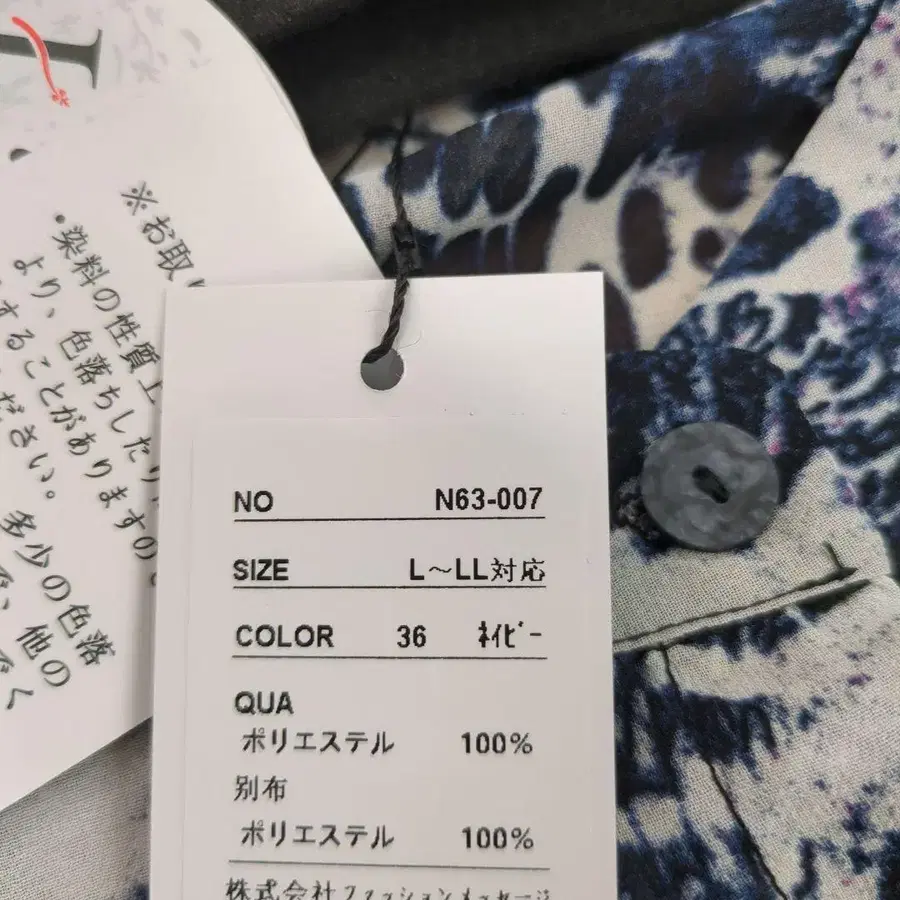 ※お取り
・染料の性質上
より、色落ちしたり
することがありますの
ださい。
多少の色落
他の
NO N63-007
SIZE L～LL対応
COLOR 36 ﾈｲﾋﾞｰ
QUA
ポリエステル 100%
別布
ポリエステル 100%
株式会社ファッションメッセージ